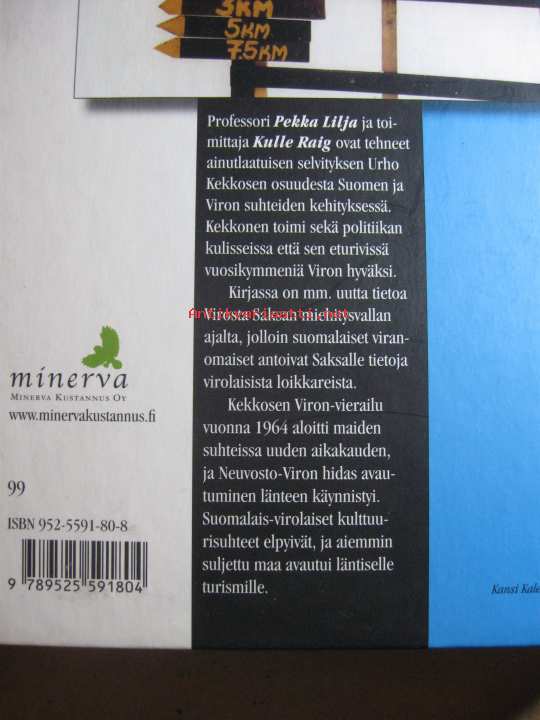 3KM
5KM
7.5KM
Professori Pekka Lilja ja toi-
mittaja Kulle Raig ovat tehneet
ainutlaatuisen selvityksen Urho
Kekkosen osuudesta Suomen ja
Viron suhteiden kehityksessä.
Kekkonen toimi sekä politiikan
kulisseissa että sen eturivissä
vuosikymmeniä Viron hyväksi.
Kirjassa on mm. uutta tietoa
Virosta Saksan miehitysvallan
ajalta, jolloin suomalaiset viran-
omaiset antoivat Saksalle tietoja
virolaisista loikkareista.
Kekkosen Viron-vierailu
vuonna 1964 aloitti maiden
suhteissa uuden aikakauden,
ja Neuvosto-Viron hidas avau-
tuminen länteen käynnistyi.
Suomalais-virolaiset kulttuu-
risuhteet elpyivät, ja aiemmin
suljettu maa avautui läntiselle
turismille.
minerva
MINERVA KUSTANNUS OY
www.minervakustannus.fi
99
ISBN 952-5591-80-8
9 789525 591804
Kansi Kale